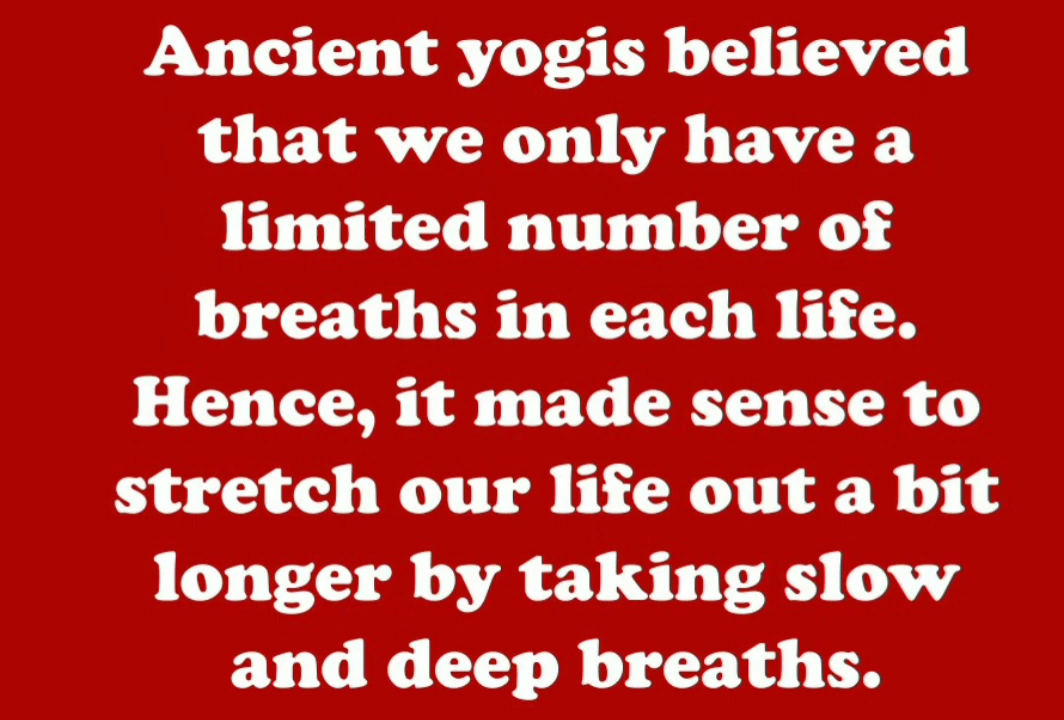 Ancient yogis believed
that we only have a
limited number of
breaths in each life.
Hence, it made sense to
stretch our life out a bit
longer by taking slow
and deep breaths.